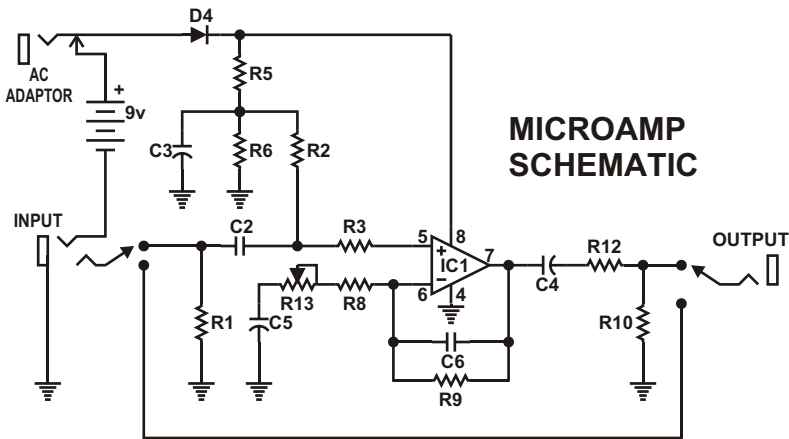 D4
AC
ADAPTOR
+
9v
R5
C3
R6
R2
MICROAMP
SCHEMATIC
INPUT
C2
R3
5
8
+
IC1
7
−
6
4
R12
OUTPUT
C4
R13
R8
R1
C5
R10
C6
R9